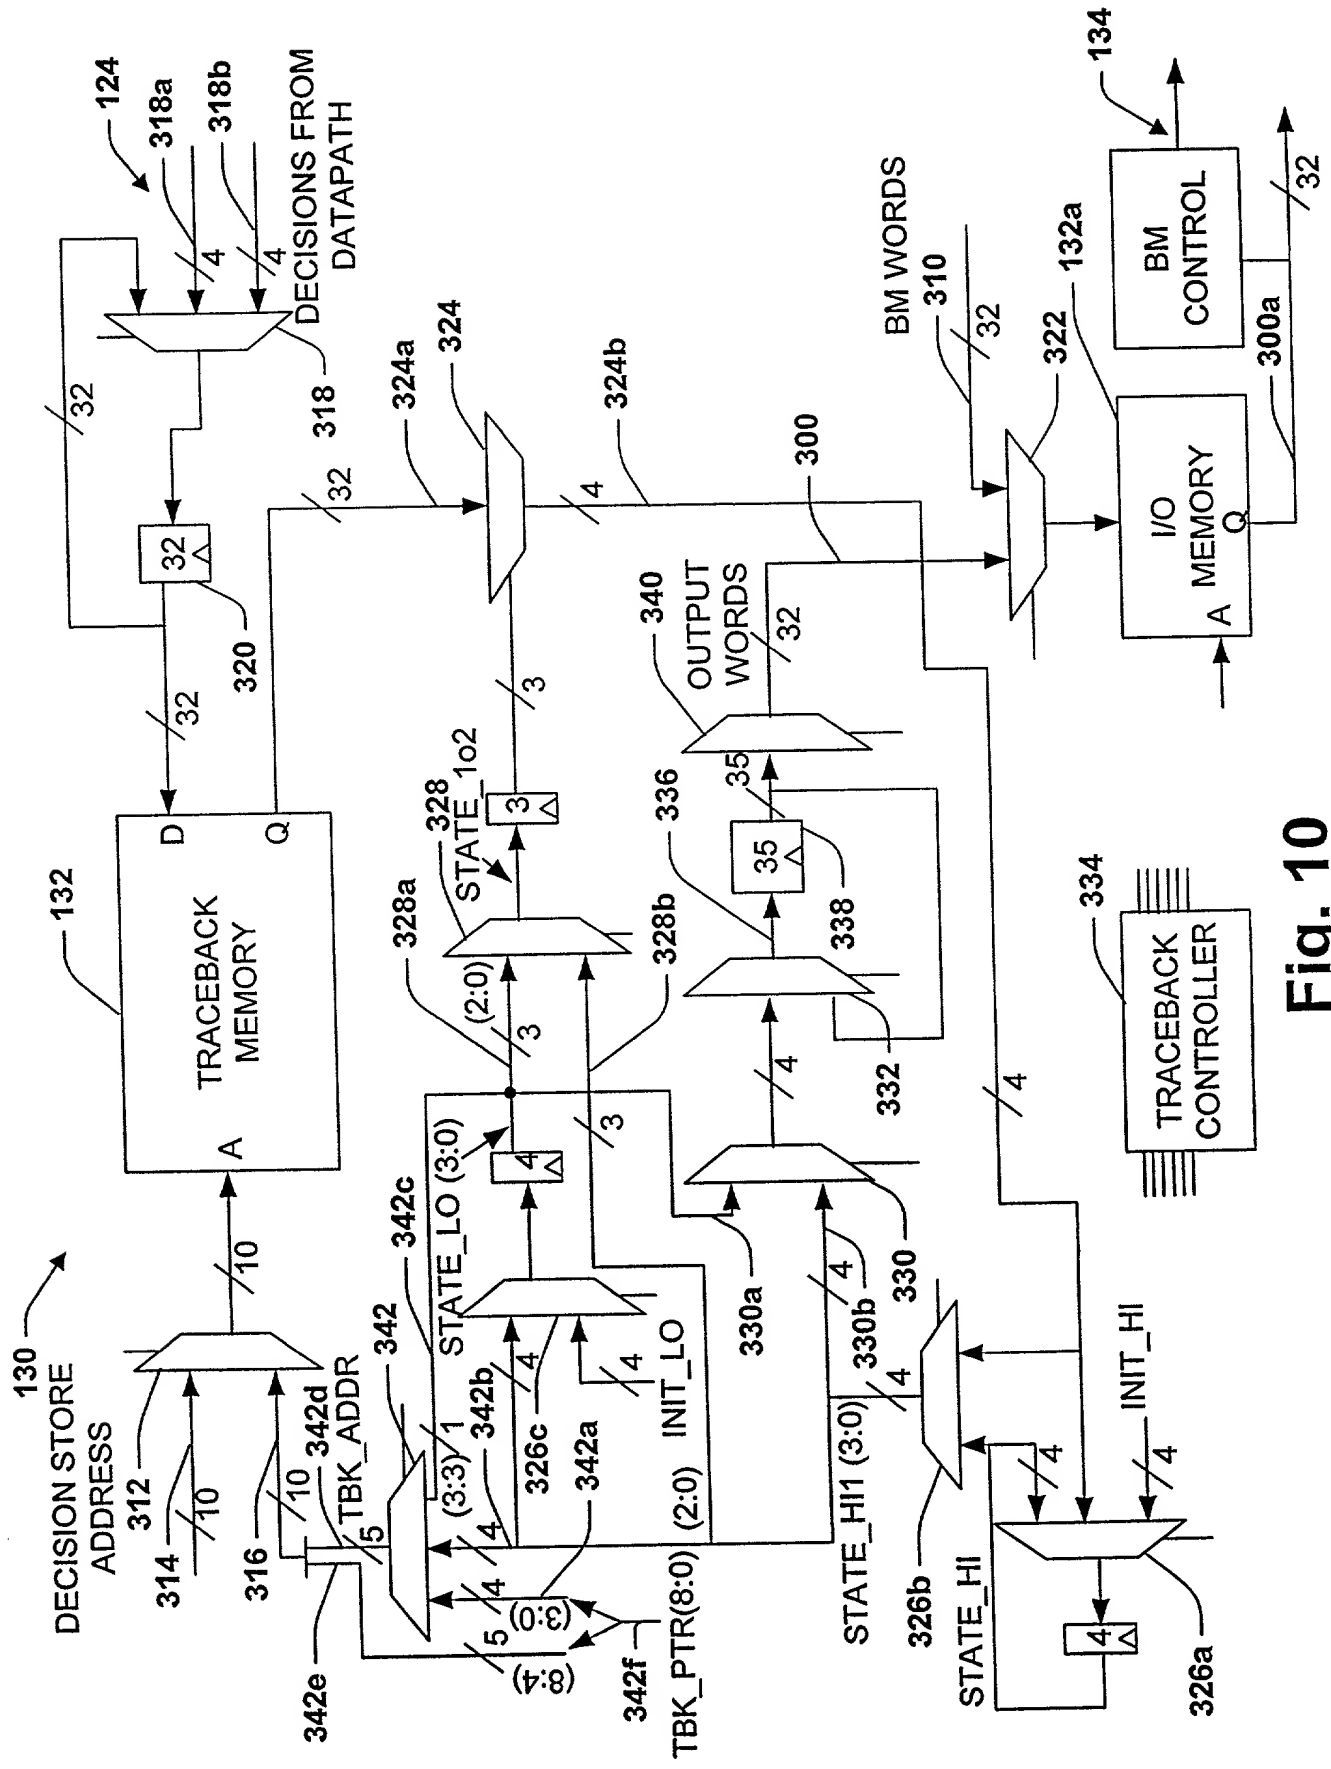 130
DECISION STORE
ADDRESS
312
314
10
316
10
10
342d
TBK_ADDR
342e
5
132
TRACEBACK
MEMORY
A
D
Q
32
320
32
32
318
124
318a
4
318b
4
DECISIONS FROM
DATAPATH
342
342c
1
(3:3)
342b
4
342a
4
(3:0)
5
(8:4)
342f
TBK_PTR(8:0)
(2:0)
4
326c
4
INIT_LO
STATE_LO (3:0)
4
328a
(2:0)
3
3
328b
328
STATE_1o2
3
3
32
324a
324
324b
4
330a
330b
4
330
4
332
336
35
338
35
340
OUTPUT
WORDS
32
300
BM WORDS
310
32
322
132a
I/O
MEMORY
A
Q
300a
BM
CONTROL
134
32
STATE_HI1 (3:0)
4
326b
STATE_HI
4
INIT_HI
4
4
326a
4
TRACEBACK
CONTROLLER
334
Fig. 10